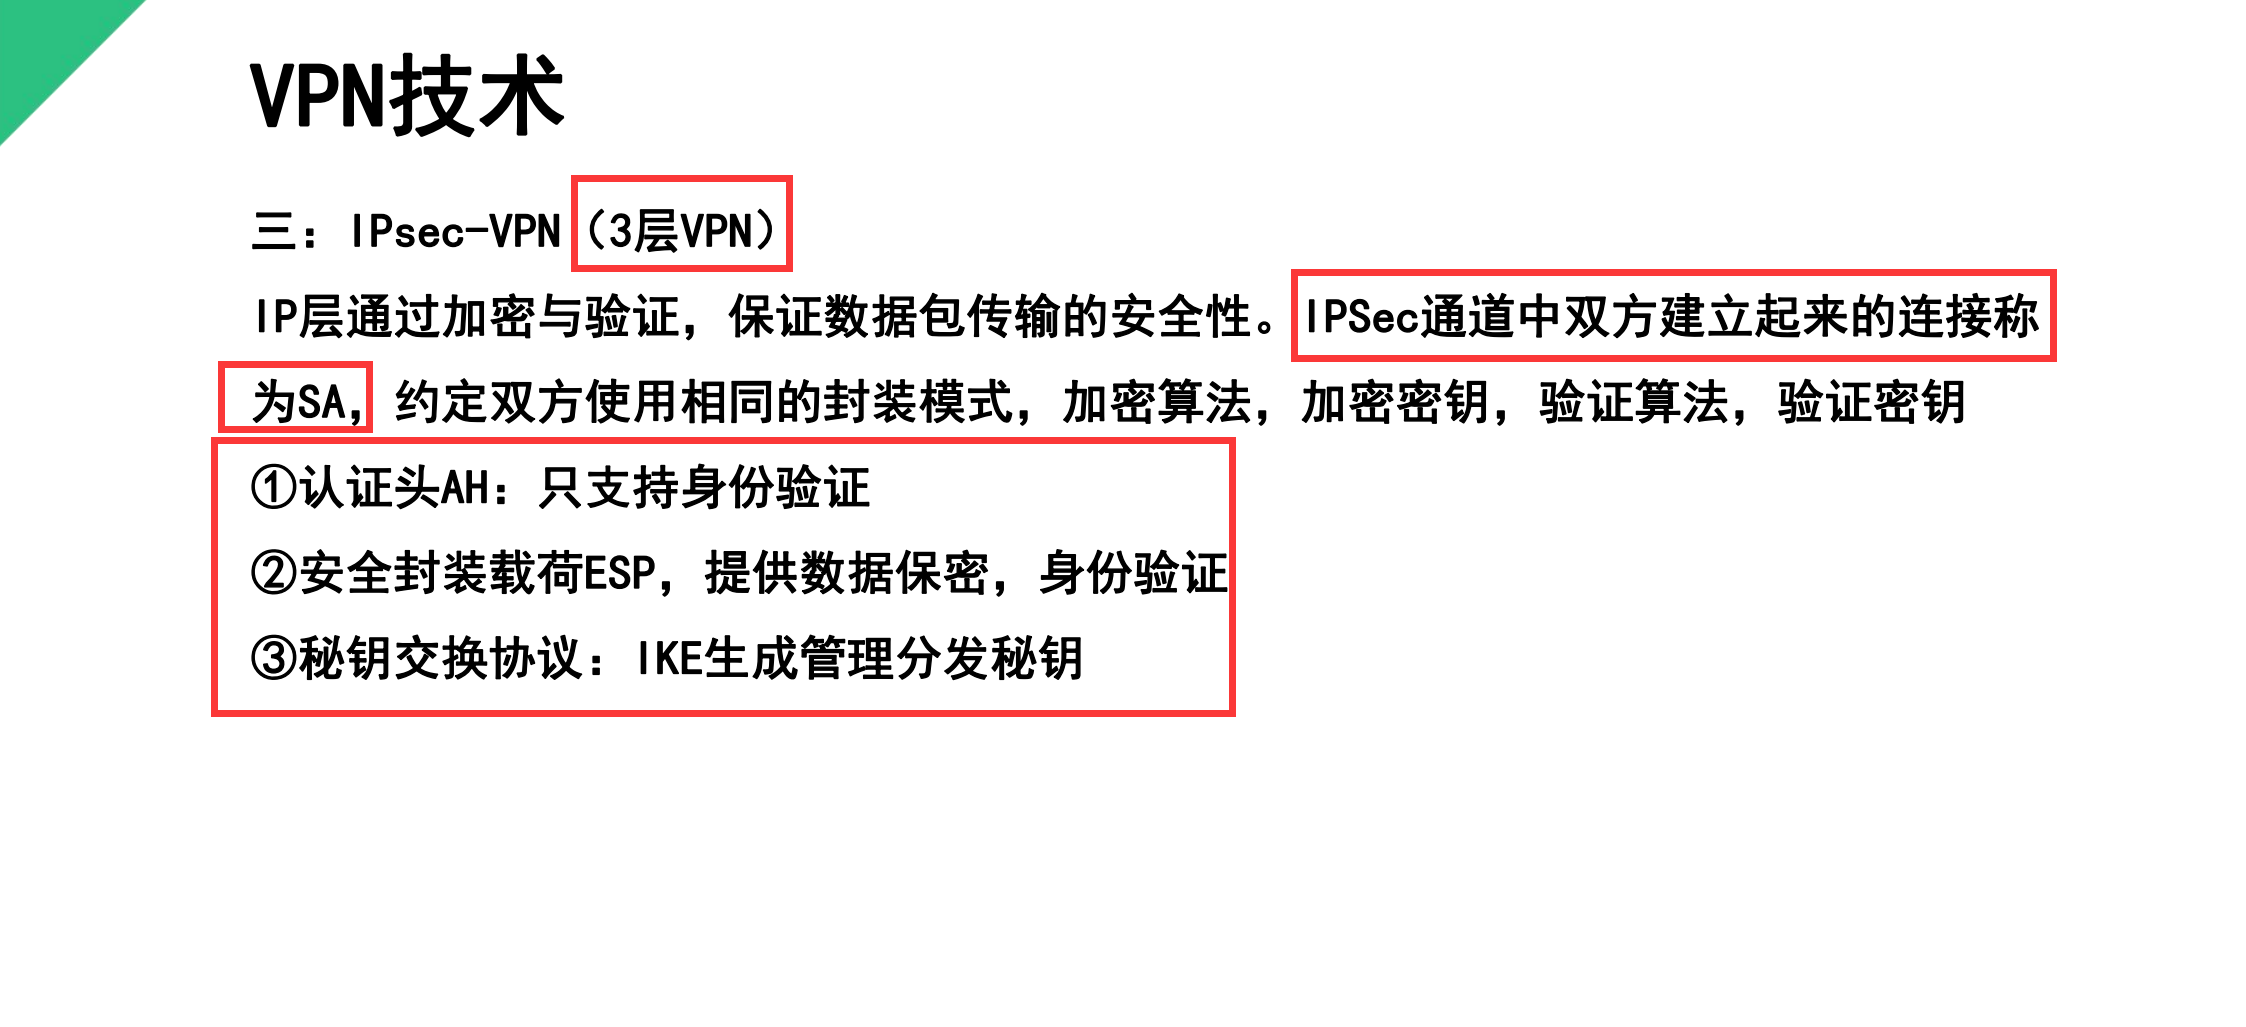 VPN技术
三：IPsec-VPN（3层VPN）
IP层通过加密与验证，保证数据包传输的安全性。IPSec通道中双方建立起来的连接称
为SA，约定双方使用相同的封装模式，加密算法，加密密钥，验证算法，验证密钥
①认证头AH：只支持身份验证
②安全封装载荷ESP，提供数据保密，身份验证
③秘钥交换协议：IKE生成管理分发秘钥